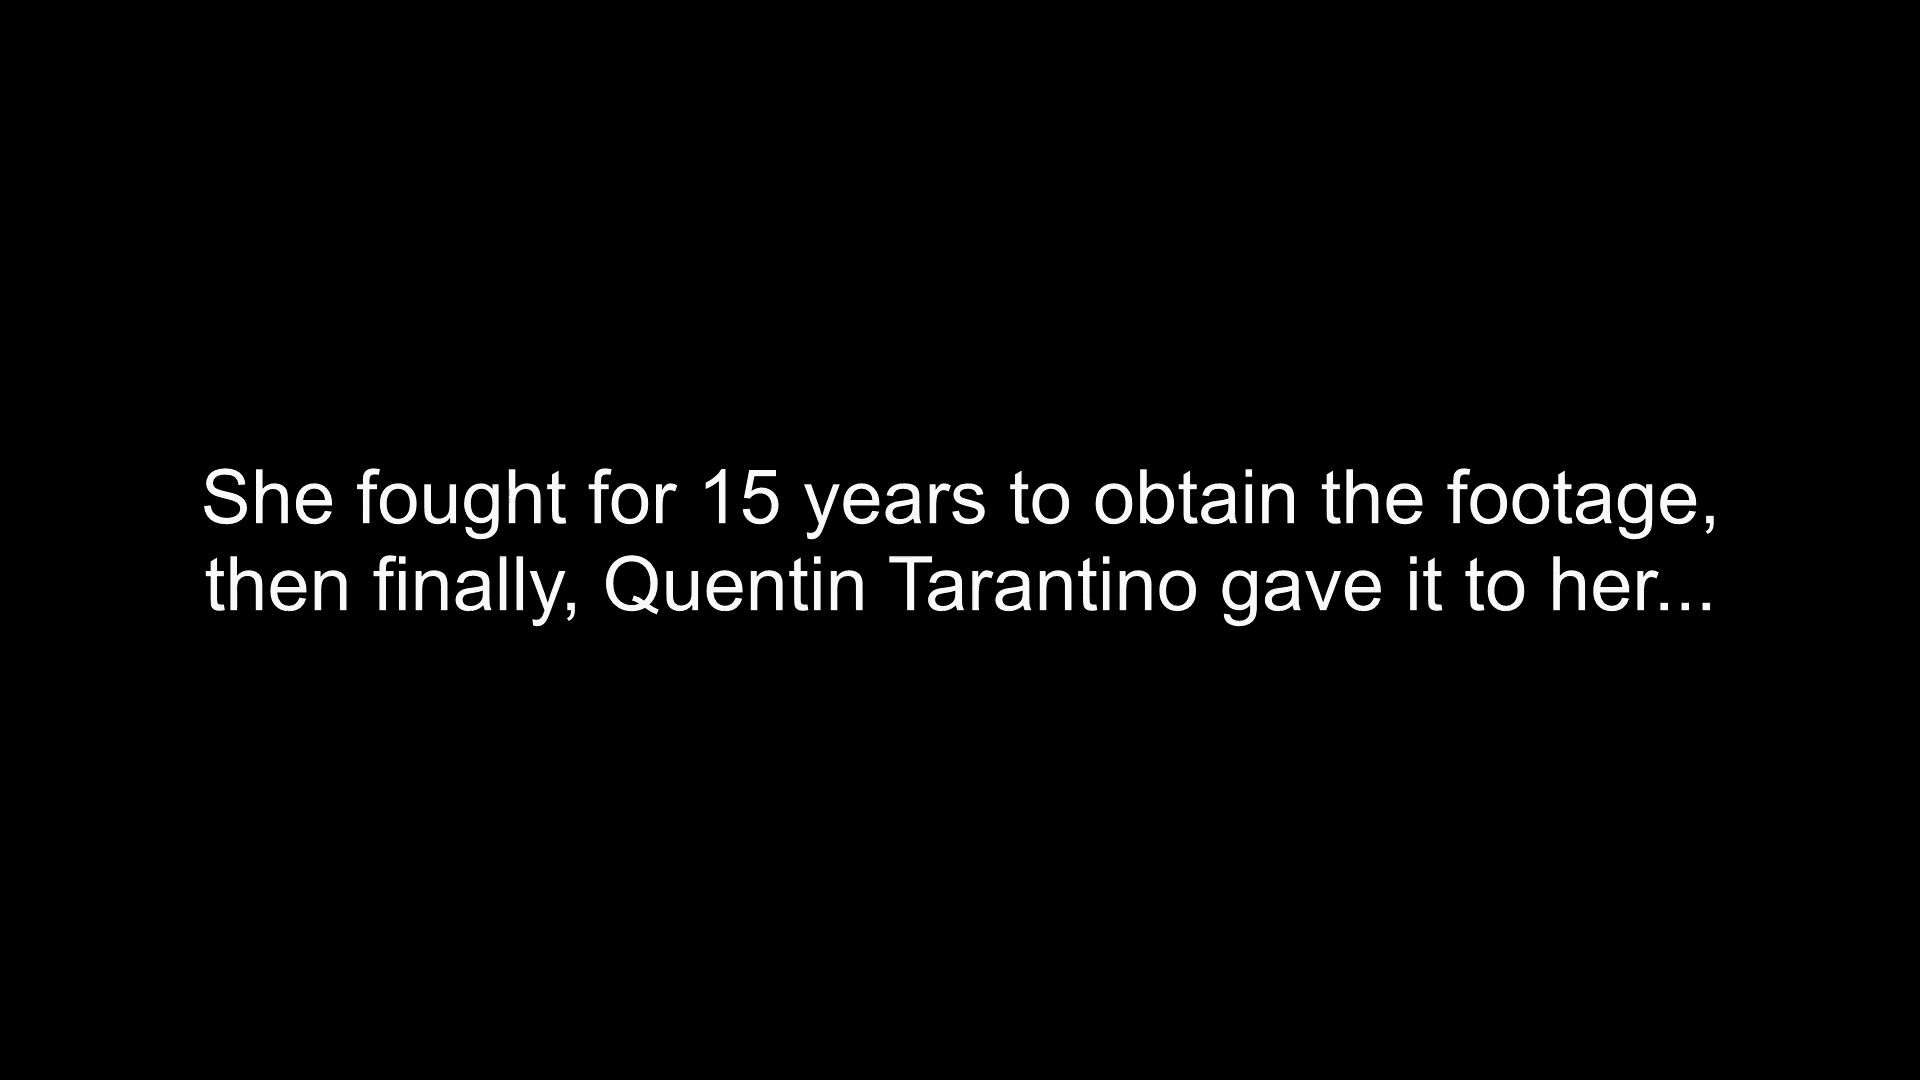 She fought for 15 years to obtain the footage,
then finally, Quentin Tarantino gave it to her...